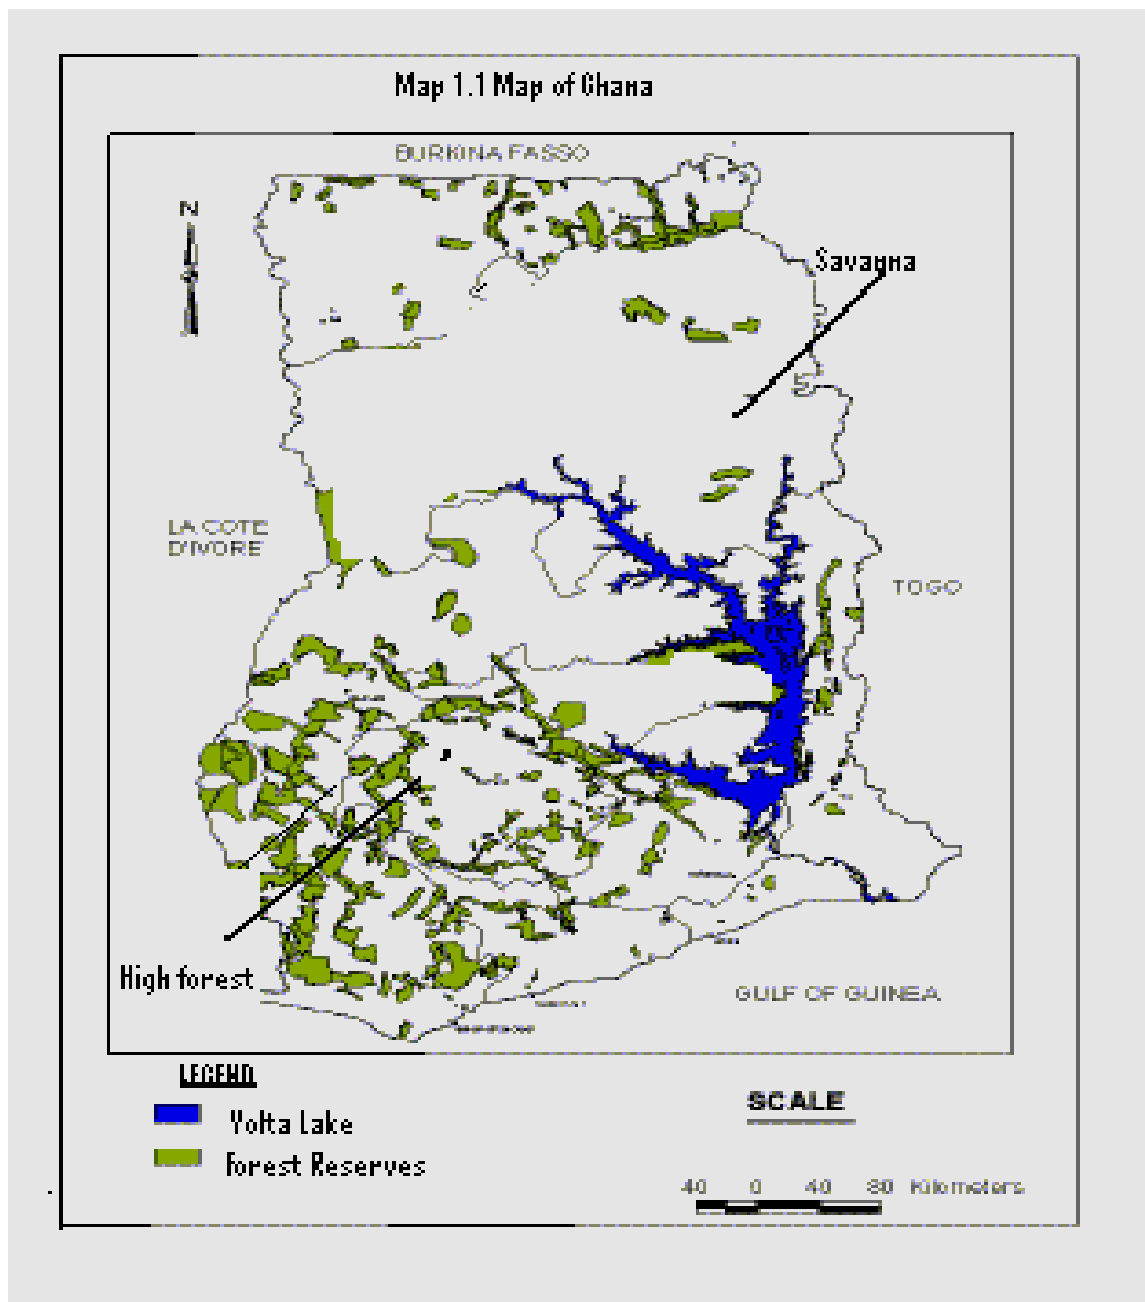 Map 1.1 Map of Ghana
BURKINA FASSO
N
Savanna
LA COTE
D'IVORE
TOGO
High forest
GULF OF GUINEA
LEGEND
Volta Lake
Forest Reserves
SCALE
40 0 40 80 Kilometers